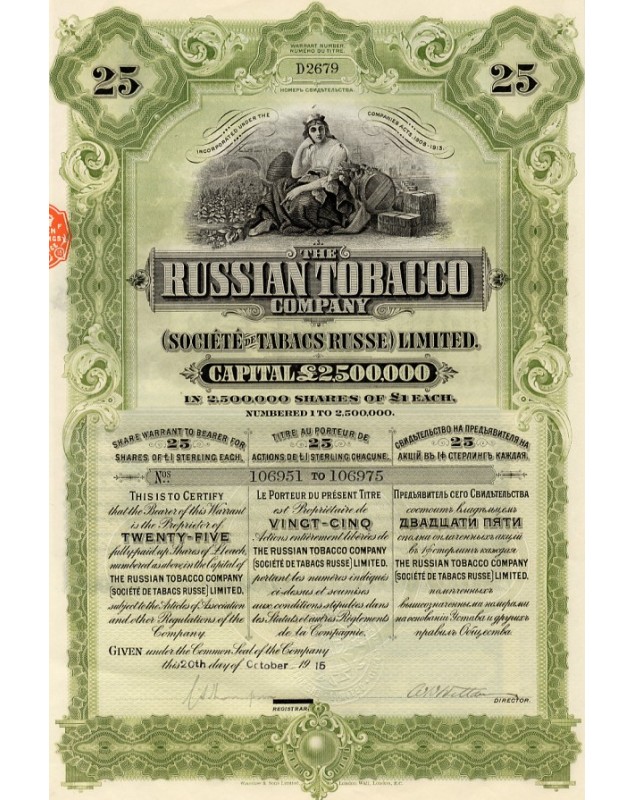 WARRANT NUMBER.
NUMÉRO DU TITRE.
25
D2679
25
НОМЕРЪ СВИДѢТЕЛЬСТВА.
INCORPORATED UNDER THE COMPANIES ACTS, 1908-1913.
THE
RUSSIAN TOBACCO
COMPANY
(SOCIÉTÉ DE TABACS RUSSE) LIMITED.
CAPITAL £2,500,000
IN 2,500,000 SHARES OF £1 EACH,
NUMBERED 1 TO 2,500,000.
SHARE WARRANT TO BEARER FOR
25
SHARES OF £1 STERLING EACH,
TITRE AU PORTEUR DE
25
ACTIONS DE £1 STERLING CHACUNE.
СВИДѢТЕЛЬСТВО НА ПРЕДЪЯВИТЕЛЯ НА
25
АКЦІЙ ВЪ 1£ СТЕРЛИНГ. КАЖДАЯ.
NOS 106951 TO 106975
THIS IS TO CERTIFY
that the Bearer of this Warrant
is the Proprietor of
TWENTY-FIVE
fully paid up Shares of £1 each,
numbered as above in the Capital of
THE RUSSIAN TOBACCO COMPANY
(SOCIÉTÉ DE TABACS RUSSE) LIMITED,
subject to the Articles of Association
and other Regulations of the
Company.
LE PORTEUR DU PRÉSENT TITRE
est Propriétaire de
VINGT-CINQ
Actions entièrement libérées de
THE RUSSIAN TOBACCO COMPANY
(SOCIÉTÉ DE TABACS RUSSE) LIMITED.
portant les numéros indiqués
ci-dessus et soumises
aux conditions stipulées dans
les Statuts et autres Règlements
de la Compagnie.
ПРЕДЪЯВИТЕЛЬ СЕГО СВИДѢТЕЛЬСТВА
состоитъ владѣльцемъ
ДВАДЦАТИ ПЯТИ
сполна оплаченныхъ акцій
въ 1£ стерлинг. каждая
THE RUSSIAN TOBACCO COMPANY
(SOCIÉTÉ DE TABACS RUSSE) LIMITED.
помѣченныхъ
вышеозначенными номерами
на основаніи Устава и другихъ
правилъ Общества.
GIVEN under the Common Seal of the Company
this 20th day of October 1915
REGISTRAR
DIRECTOR.
Waterlow & Sons Limited, London Wall, London, E.C.